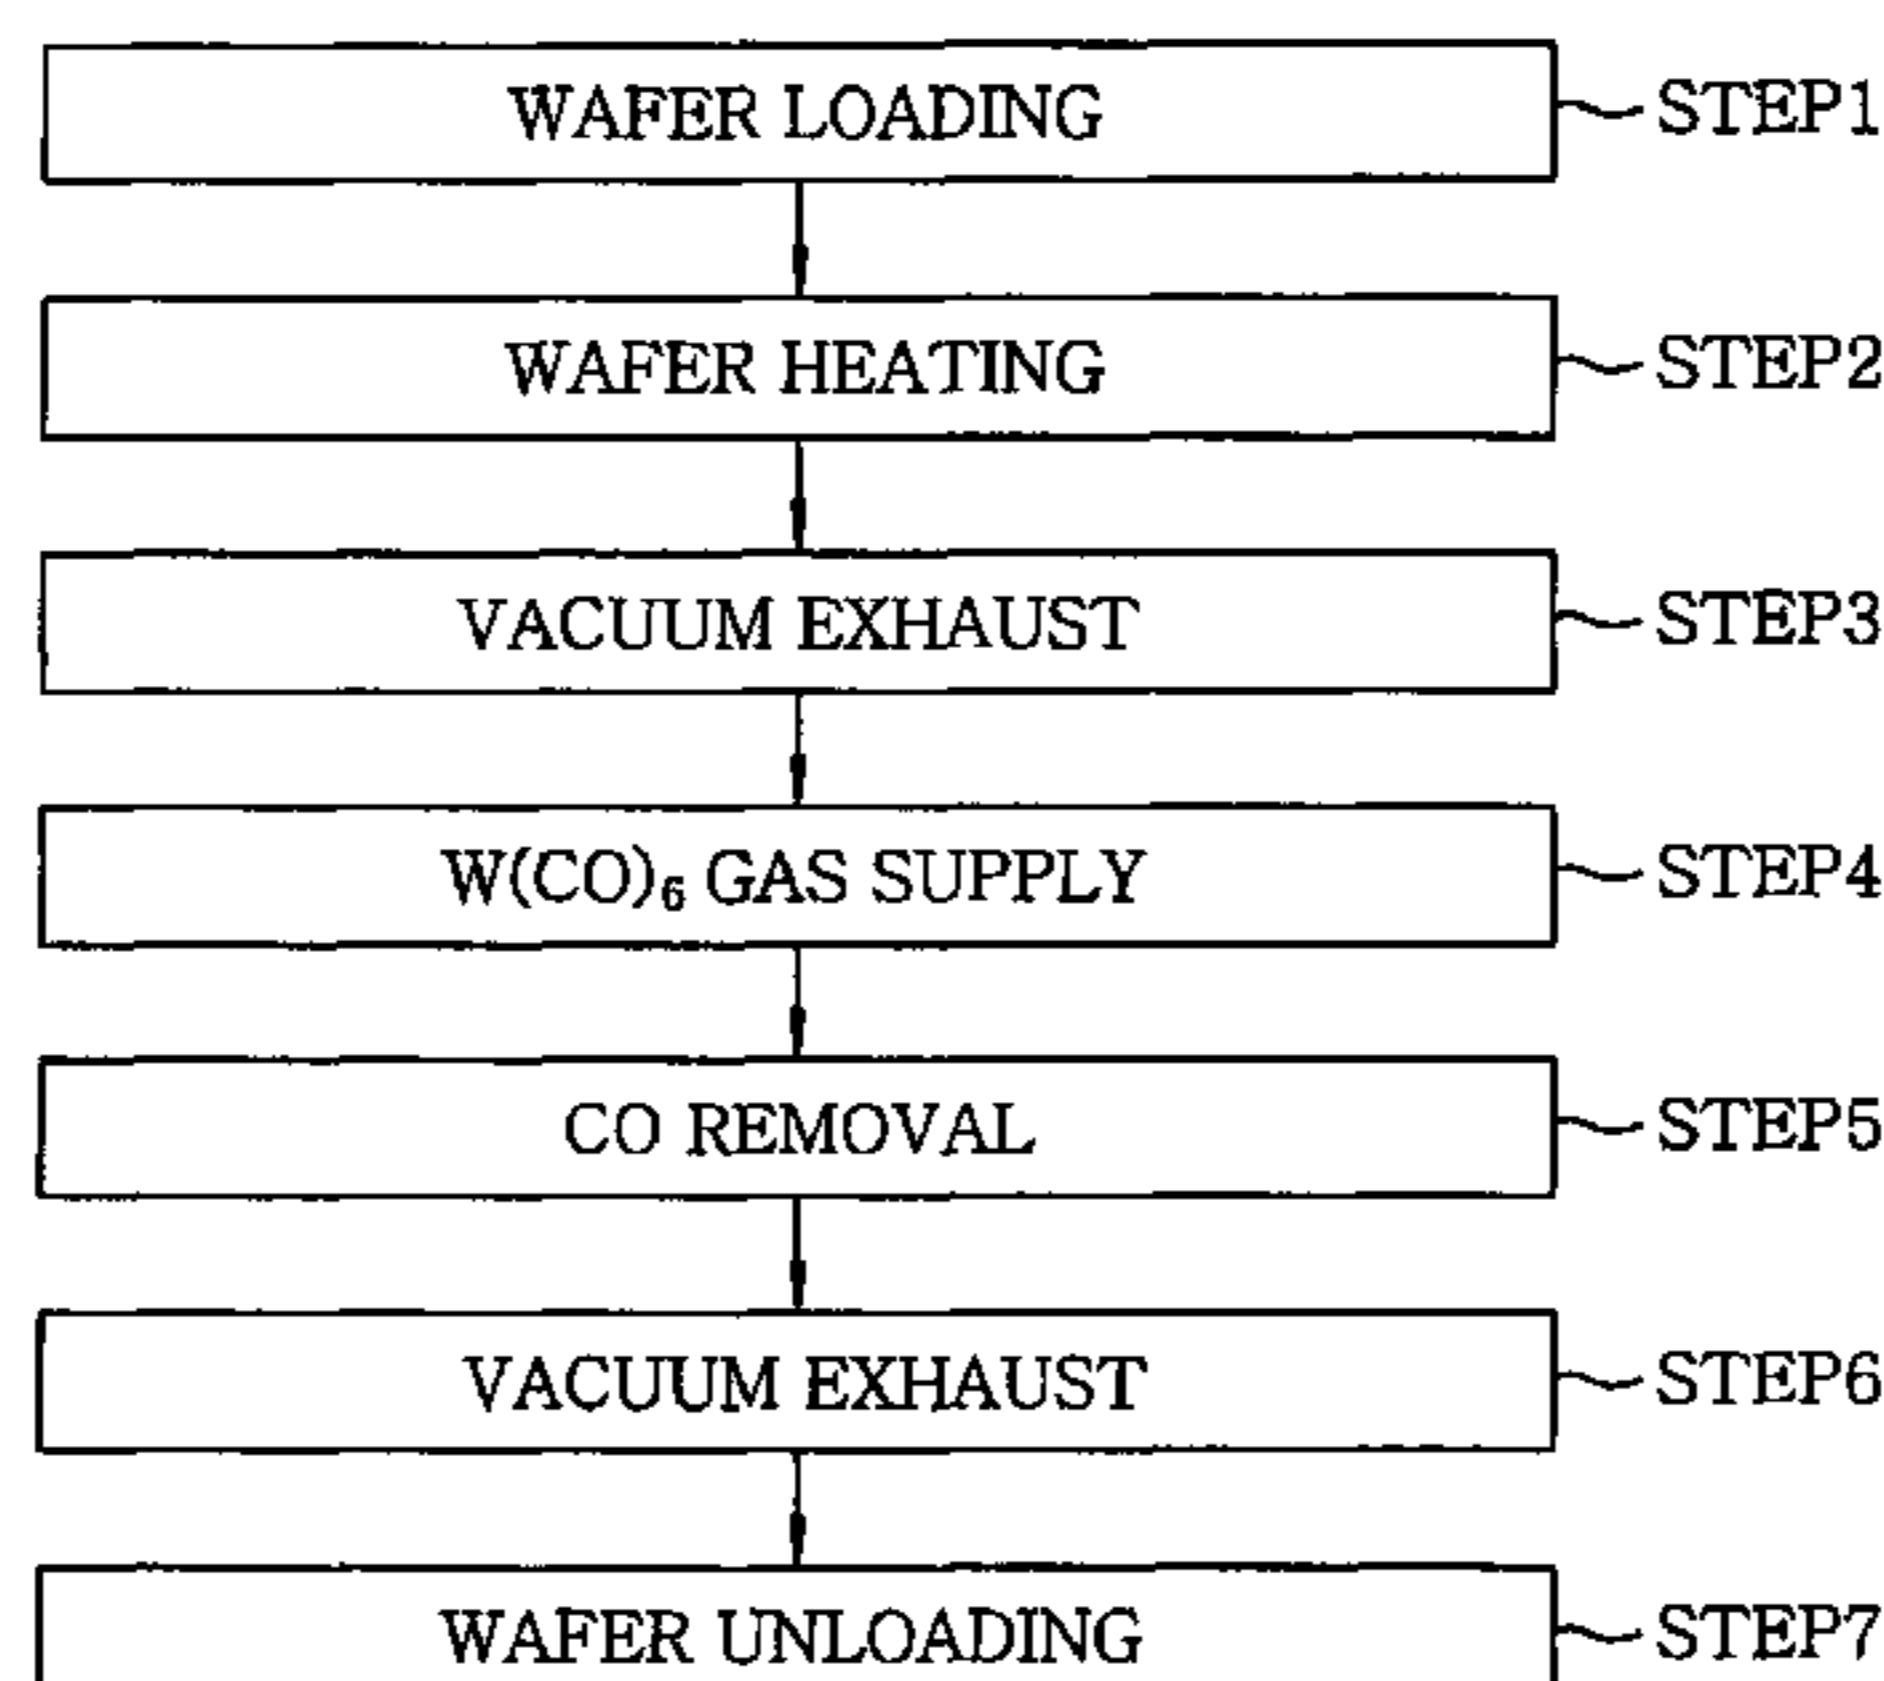 WAFER LOADING STEP1
WAFER HEATING STEP2
VACUUM EXHAUST STEP3
W(CO)₆ GAS SUPPLY STEP4
CO REMOVAL STEP5
VACUUM EXHAUST STEP6
WAFER UNLOADING STEP7